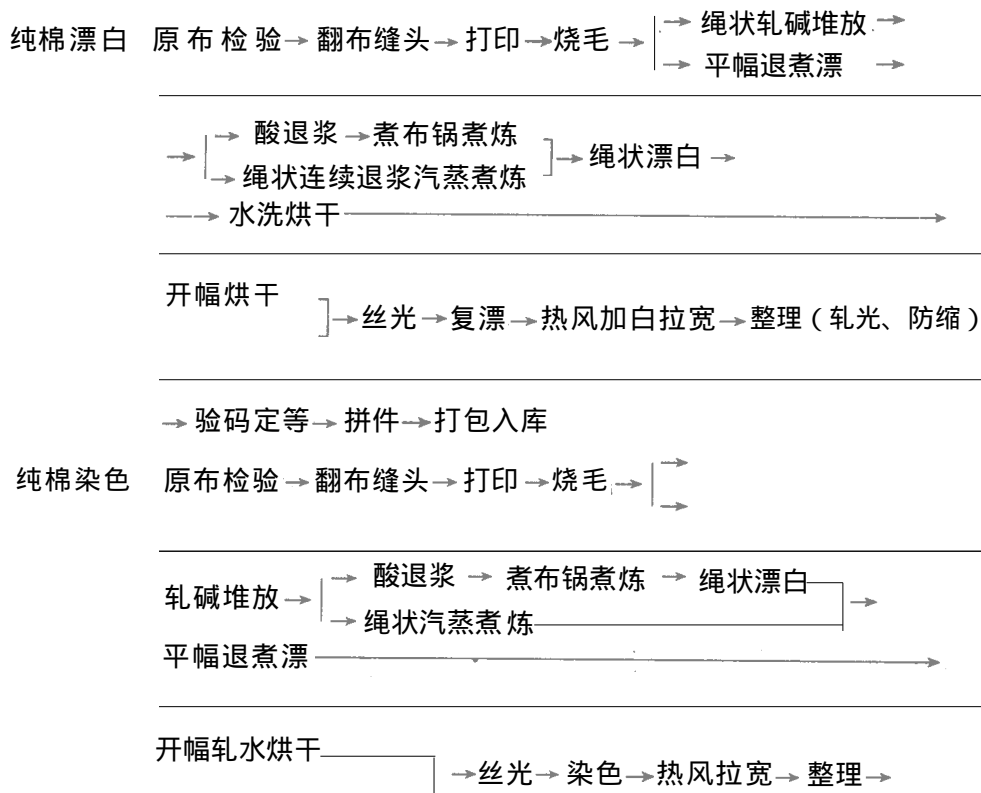 纯棉漂白 原布检验→翻布缝头→打印→烧毛→ →绳状轧碱堆放→
→平幅退煮漂→
→ →酸退浆→煮布锅煮炼
→绳状连续退浆汽蒸煮炼 →绳状漂白→
→水洗烘干→
开幅烘干
→丝光→复漂→热风加白拉宽→整理(轧光、防缩)
→验码定等→拼件→打包入库
纯棉染色 原布检验→翻布缝头→打印→烧毛→ →
→
轧碱堆放→ →酸退浆→煮布锅煮炼→绳状漂白 →
→绳状汽蒸煮炼
平幅退煮漂→
开幅轧水烘干
→丝光→染色→热风拉宽→整理→